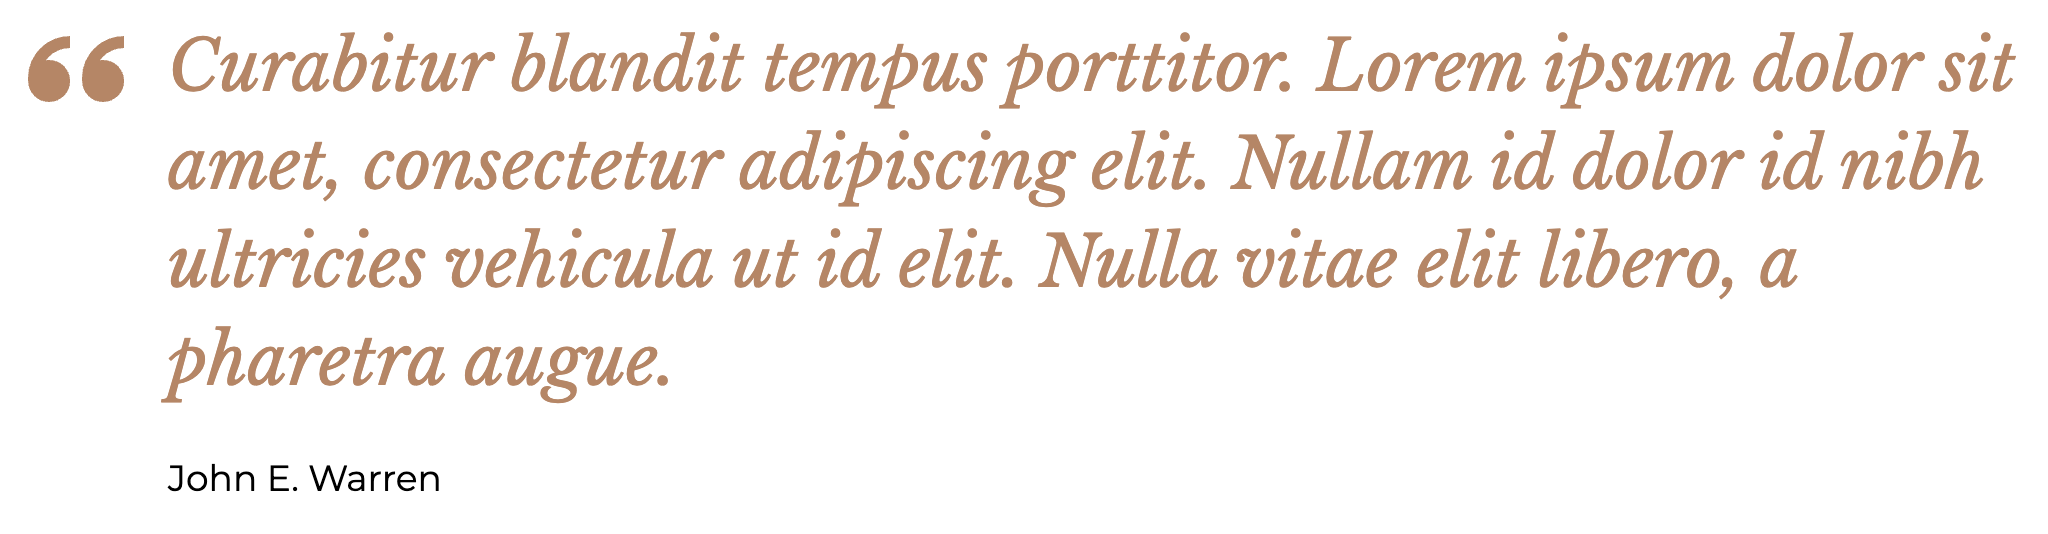 “ Curabitur blandit tempus porttitor. Lorem ipsum dolor sit
amet, consectetur adipiscing elit. Nullam id dolor id nibh
ultricies vehicula ut id elit. Nulla vitae elit libero, a
pharetra augue.
John E. Warren